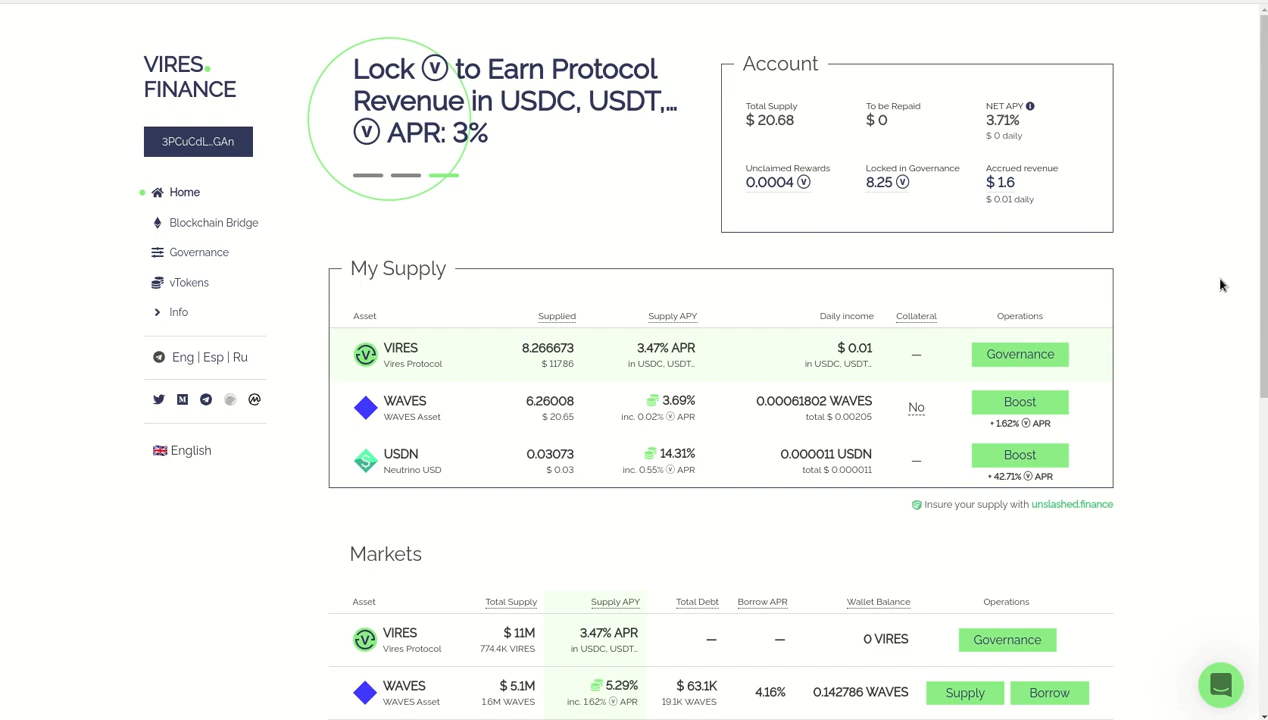 VIRES.
FINANCE
3PCuCdL...GAn
Home
Blockchain Bridge
Governance
vTokens
Info
Eng | Esp | Ru
English
Lock V to Earn Protocol
Revenue in USDC, USDT,...
V APR: 3%
Account
Total Supply To be Repaid NET APY
$ 20.68 $ 0 3.71%
$ 0 daily
Unclaimed Rewards Locked in Governance Accrued revenue
0.0004 V 8.25 V $ 1.6
$ 0.01 daily
My Supply
Asset Supplied Supply APY Daily income Collateral Operations
VIRES 8.266673 3.47% APR $ 0.01 — Governance
Vires Protocol $ 117.86 in USDC, USDT... in USDC, USDT...
WAVES 6.26008 3.69% 0.00061802 WAVES No Boost
WAVES Asset $ 20.65 inc. 0.02% V APR total $ 0.00205 + 1.62% V APR
USDN 0.03073 14.31% 0.000011 USDN — Boost
Neutrino USD $ 0.03 inc. 0.55% V APR total $ 0.000011 + 42.71% V APR
Insure your supply with unslashed.finance
Markets
Asset Total Supply Supply APY Total Debt Borrow APR Wallet Balance Operations
VIRES $ 11M 3.47% APR — — 0 VIRES Governance
Vires Protocol 774.4K VIRES in USDC, USDT...
WAVES $ 5.1M 5.29% $ 63.1K 4.16% 0.142786 WAVES Supply Borrow
WAVES Asset 1.6M WAVES inc. 1.62% V APR 19.1K WAVES